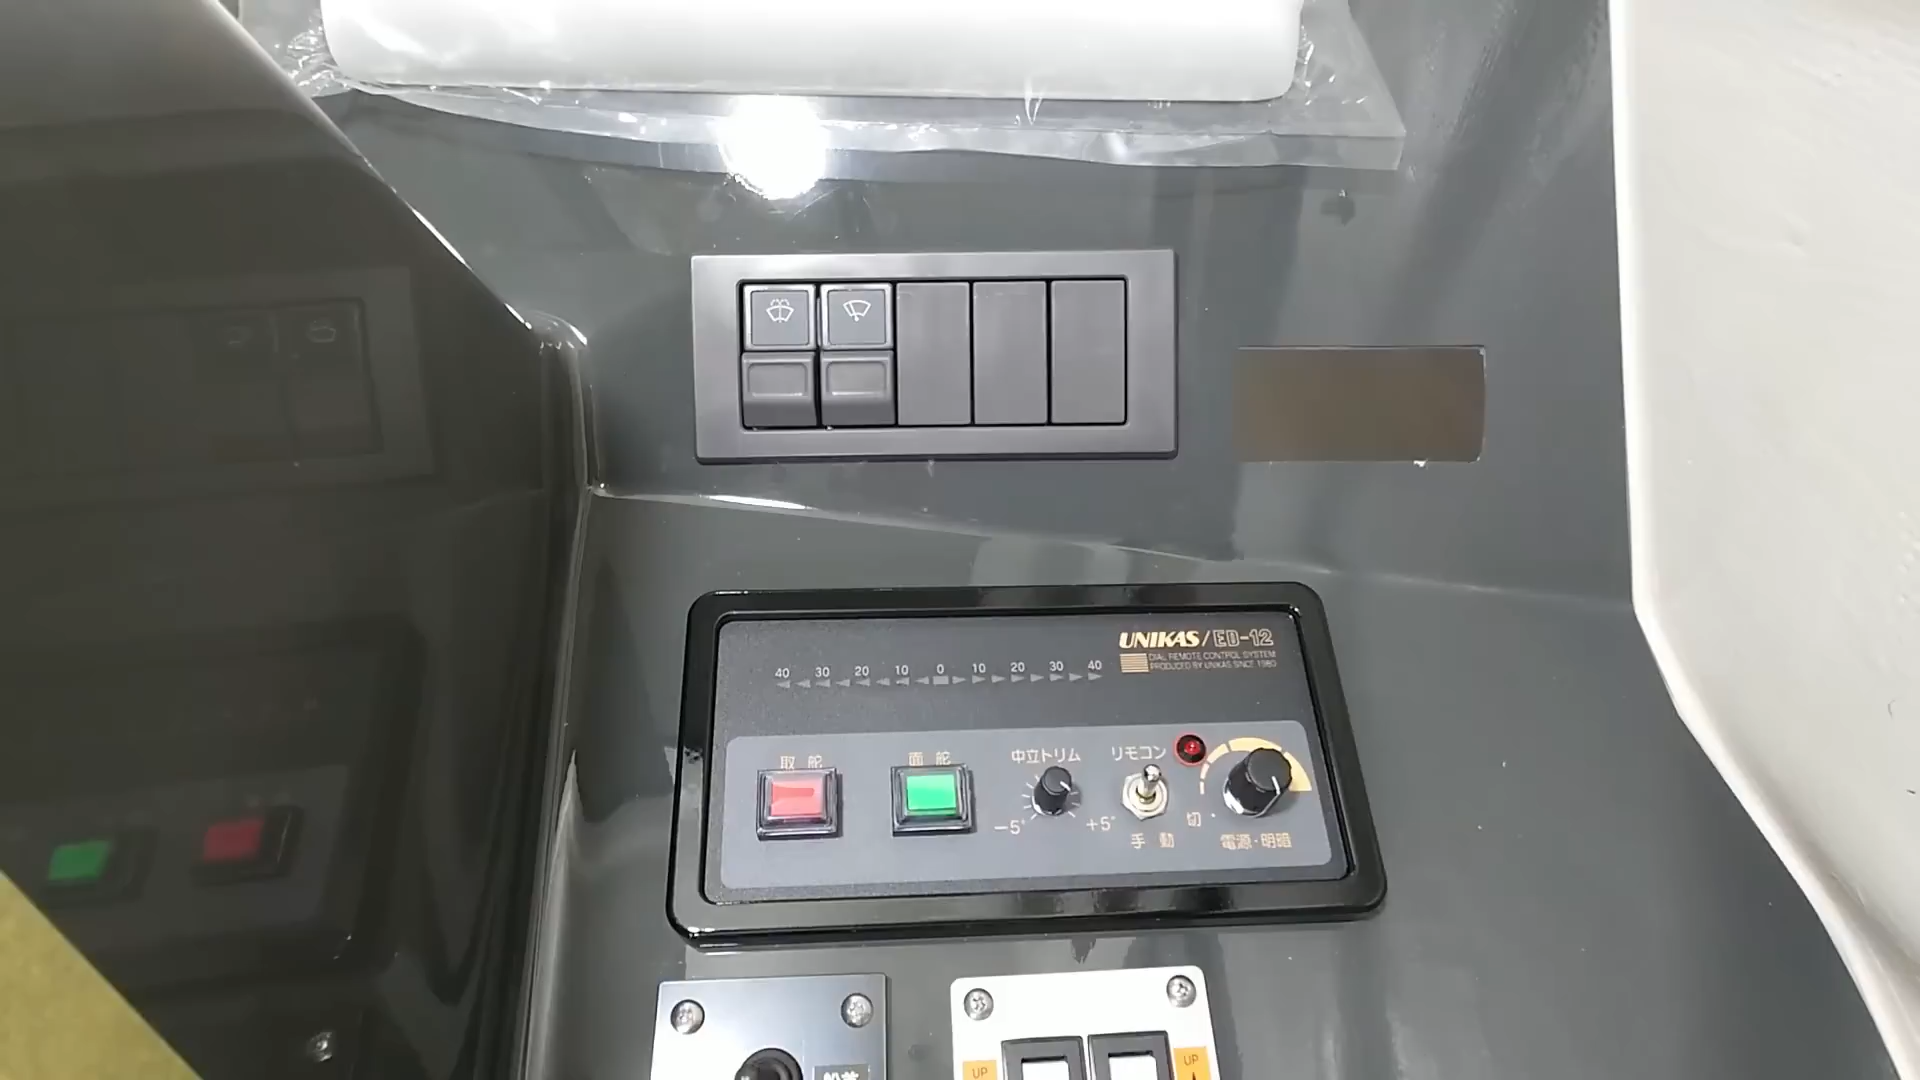 UNIKAS/ED-12
DIAL REMOTE CONTROL SYSTEM
PRODUCED BY UNIKAS SINCE 1980
40 30 20 10 0 10 20 30 40
取舵
面舵
中立トリム
リモコン
-5°
+5°
手動
切
電源・明暗
UP
UP